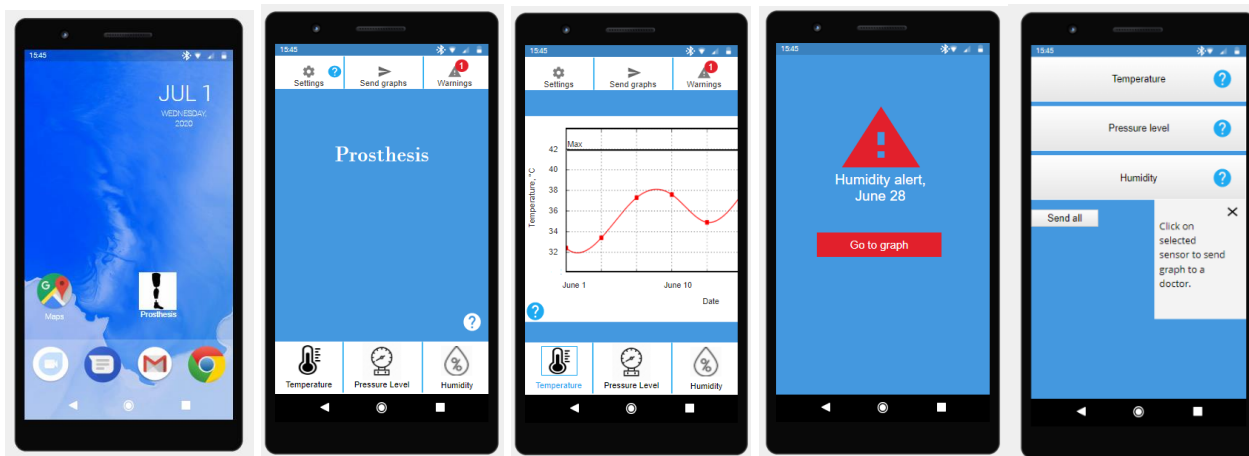 15:45
JUL 1
WEDNESDAY,
2020
G
Maps
Prosthesis
15:45
Settings ? Send graphs 1 Warnings
Prosthesis
?
Temperature Pressure Level % Humidity
15:45
Settings Send graphs 1 Warnings
Max
42
40
38
36
34
32
Temperature, °C
June 1 June 10
Date
?
Temperature Pressure Level % Humidity
15:45
!
Humidity alert,
June 28
Go to graph
15:45
Temperature ?
Pressure level ?
Humidity ?
Send all
Click on
selected
sensor to send
graph to a
doctor.